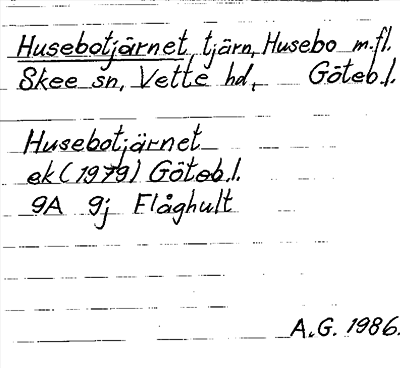 Husebotjärnet tjärn, Husebo m.fl.
Skee sn, Vette hd, Göteb.l.
Husebotjärnet
ek (1979) Göteb.l.
9A 9j Flåghult
A.G. 1986.